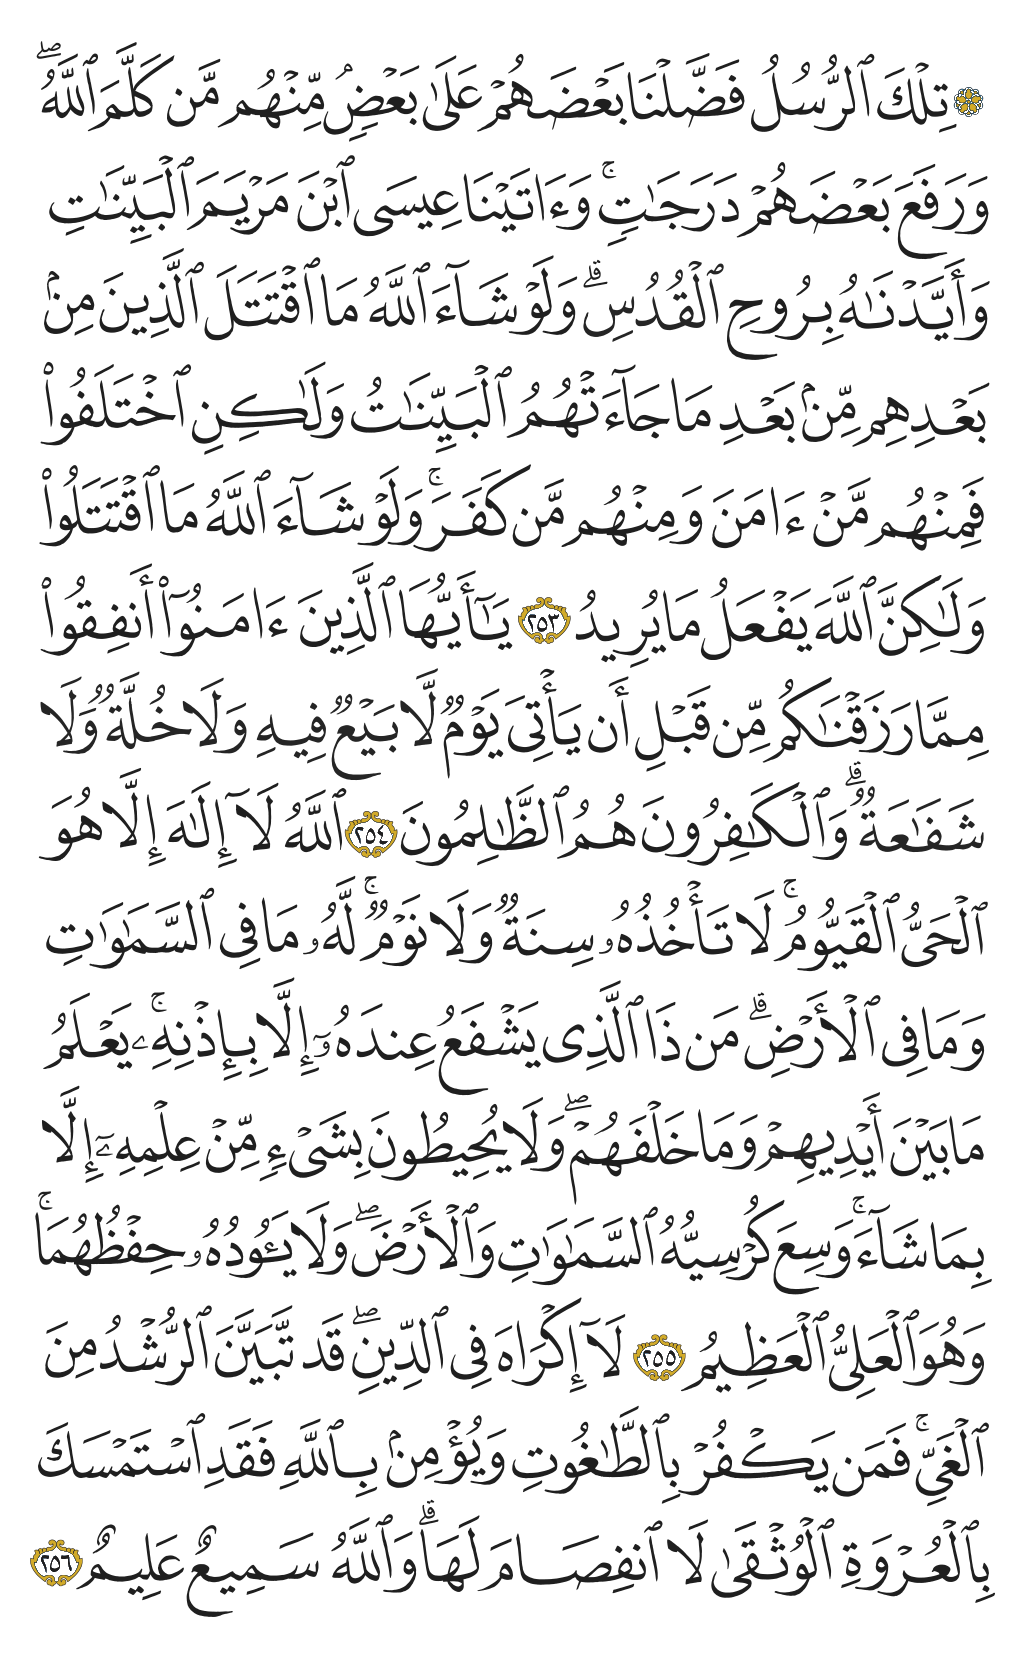 ۞ تِلۡكَ ٱلرُّسُلُ فَضَّلۡنَا بَعۡضَهُمۡ عَلَىٰ بَعۡضٖۘ مِّنۡهُم مَّن كَلَّمَ ٱللَّهُۖ
وَرَفَعَ بَعۡضَهُمۡ دَرَجَٰتٖۚ وَءَاتَيۡنَا عِيسَى ٱبۡنَ مَرۡيَمَ ٱلۡبَيِّنَٰتِ
وَأَيَّدۡنَٰهُ بِرُوحِ ٱلۡقُدُسِۗ وَلَوۡ شَآءَ ٱللَّهُ مَا ٱقۡتَتَلَ ٱلَّذِينَ مِنۢ
بَعۡدِهِم مِّنۢ بَعۡدِ مَا جَآءَتۡهُمُ ٱلۡبَيِّنَٰتُ وَلَٰكِنِ ٱخۡتَلَفُواْ
فَمِنۡهُم مَّنۡ ءَامَنَ وَمِنۡهُم مَّن كَفَرَۚ وَلَوۡ شَآءَ ٱللَّهُ مَا ٱقۡتَتَلُواْ
وَلَٰكِنَّ ٱللَّهَ يَفۡعَلُ مَا يُرِيدُ ٢٥٣ يَٰٓأَيُّهَا ٱلَّذِينَ ءَامَنُوٓاْ أَنفِقُواْ
مِمَّا رَزَقۡنَٰكُم مِّن قَبۡلِ أَن يَأۡتِيَ يَوۡمٞ لَّا بَيۡعٞ فِيهِ وَلَا خُلَّةٞ وَلَا
شَفَٰعَةٞۗ وَٱلۡكَٰفِرُونَ هُمُ ٱلظَّٰلِمُونَ ٢٥٤ ٱللَّهُ لَآ إِلَٰهَ إِلَّا هُوَ
ٱلۡحَيُّ ٱلۡقَيُّومُۚ لَا تَأۡخُذُهُۥ سِنَةٞ وَلَا نَوۡمٞۚ لَّهُۥ مَا فِي ٱلسَّمَٰوَٰتِ
وَمَا فِي ٱلۡأَرۡضِۗ مَن ذَا ٱلَّذِي يَشۡفَعُ عِندَهُۥٓ إِلَّا بِإِذۡنِهِۦۚ يَعۡلَمُ
مَا بَيۡنَ أَيۡدِيهِمۡ وَمَا خَلۡفَهُمۡۖ وَلَا يُحِيطُونَ بِشَيۡءٖ مِّنۡ عِلۡمِهِۦٓ إِلَّا
بِمَا شَآءَۚ وَسِعَ كُرۡسِيُّهُ ٱلسَّمَٰوَٰتِ وَٱلۡأَرۡضَۖ وَلَا يَـُٔودُهُۥ حِفۡظُهُمَاۚ
وَهُوَ ٱلۡعَلِيُّ ٱلۡعَظِيمُ ٢٥٥ لَآ إِكۡرَاهَ فِي ٱلدِّينِۖ قَد تَّبَيَّنَ ٱلرُّشۡدُ مِنَ
ٱلۡغَيِّۚ فَمَن يَكۡفُرۡ بِٱلطَّٰغُوتِ وَيُؤۡمِنۢ بِٱللَّهِ فَقَدِ ٱسۡتَمۡسَكَ
بِٱلۡعُرۡوَةِ ٱلۡوُثۡقَىٰ لَا ٱنفِصَامَ لَهَاۗ وَٱللَّهُ سَمِيعٌ عَلِيمٌ ٢٥٦